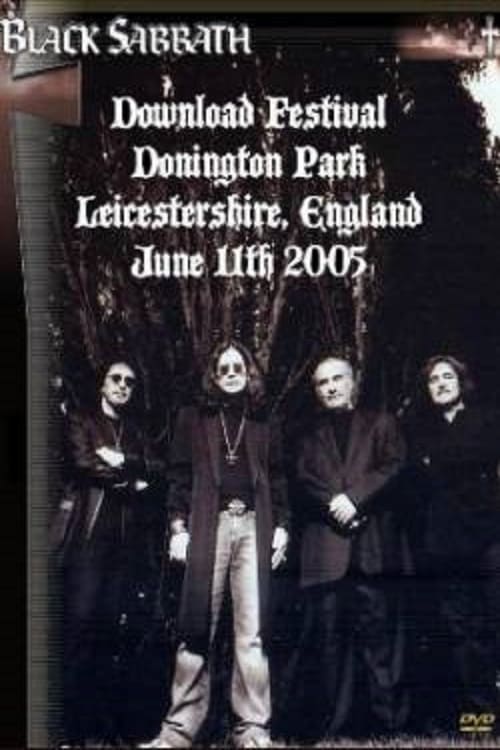 BLACK SABBATH
Download Festival
Donington Park
Leicestershire, England
June 11th 2005
DVD